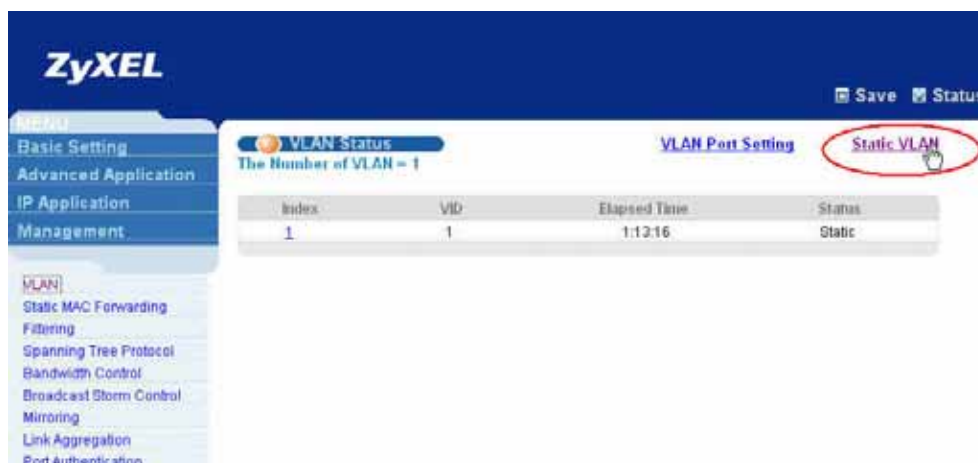 ZyXEL
Save Status
MENU
Basic Setting
Advanced Application
IP Application
Management
VLAN Status
VLAN Port Setting
Static VLAN
The Number of VLAN = 1
Index VID Elapsed Time Status
1 1 1:13:16 Static
VLAN
Static MAC Forwarding
Filtering
Spanning Tree Protocol
Bandwidth Control
Broadcast Storm Control
Mirroring
Link Aggregation
Port Authentication